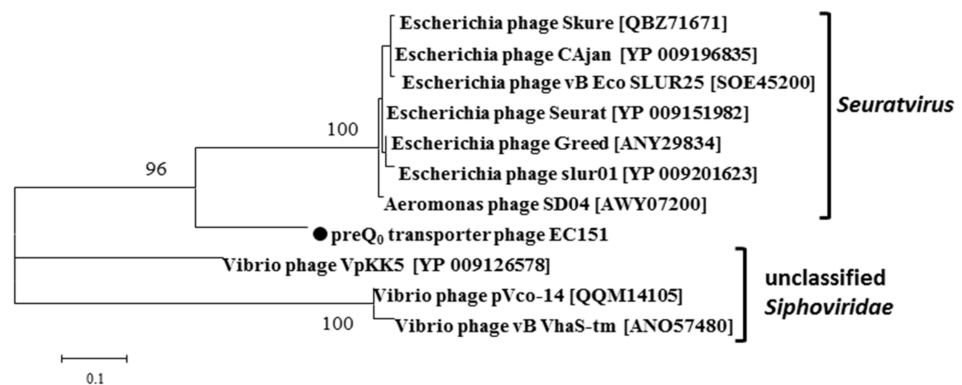 Escherichia phage Skure [QBZ71671]
Escherichia phage CAjan [YP 009196835]
Escherichia phage vB Eco SLUR25 [SOE45200]
Escherichia phage Seurat [YP 009151982]
Seuratvirus
100
Escherichia phage Greed [ANY29834]
96
Escherichia phage slur01 [YP 009201623]
Aeromonas phage SD04 [AWY07200]
preQ₀ transporter phage EC151
Vibrio phage VpKK5 [YP 009126578]
unclassified
Siphoviridae
Vibrio phage pVco-14 [QQM14105]
100
Vibrio phage vB VhaS-tm [ANO57480]
0.1